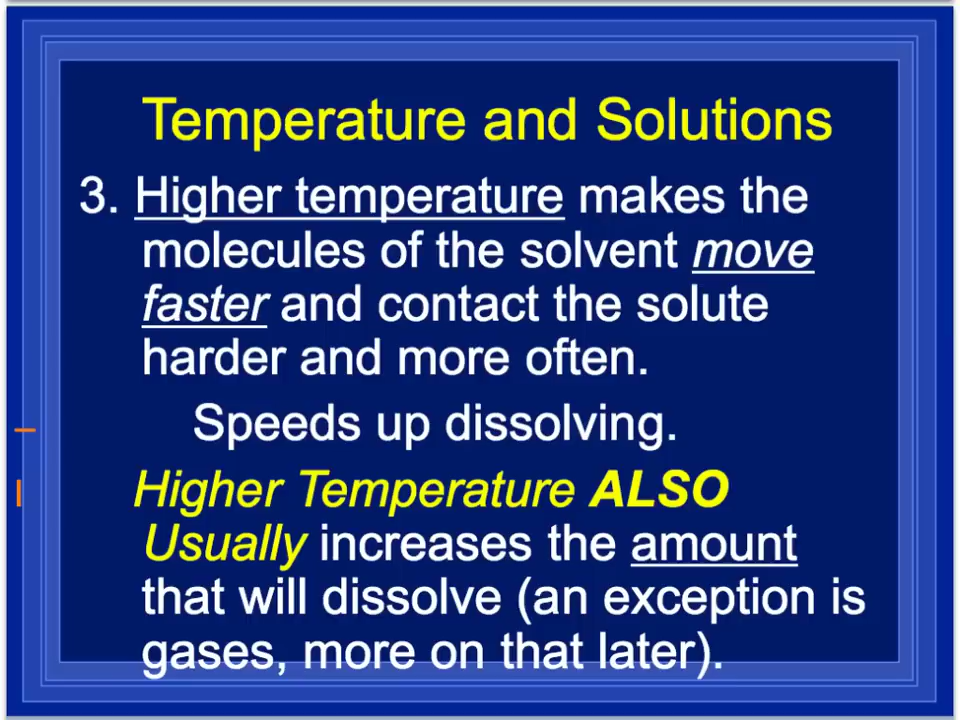 Temperature and Solutions
3. Higher temperature makes the
molecules of the solvent move
faster and contact the solute
harder and more often.
Speeds up dissolving.
Higher Temperature ALSO
Usually increases the amount
that will dissolve (an exception is
gases, more on that later).